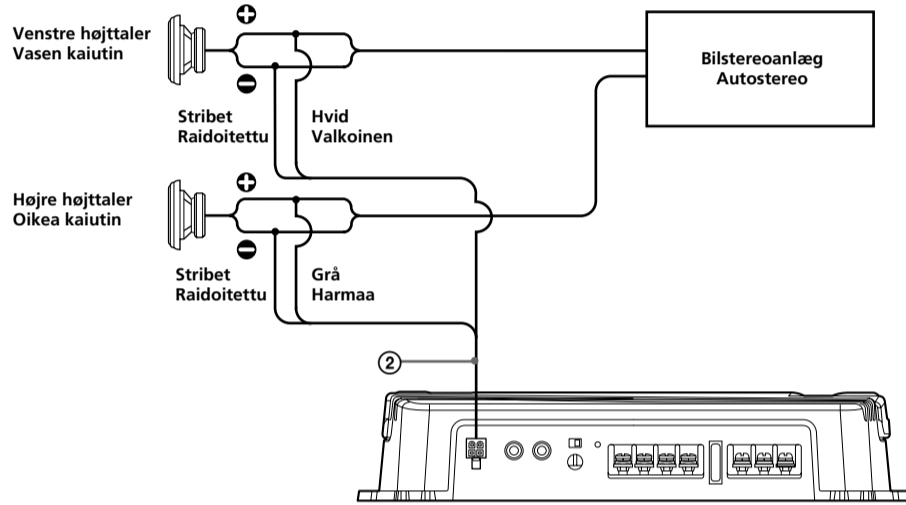 Venstre højttaler
Vasen kaiutin
Bilstereoanlæg
Autostereo
Stribet
Raidoitettu
Hvid
Valkoinen
Højre højttaler
Oikea kaiutin
Stribet
Raidoitettu
Grå
Harmaa
2